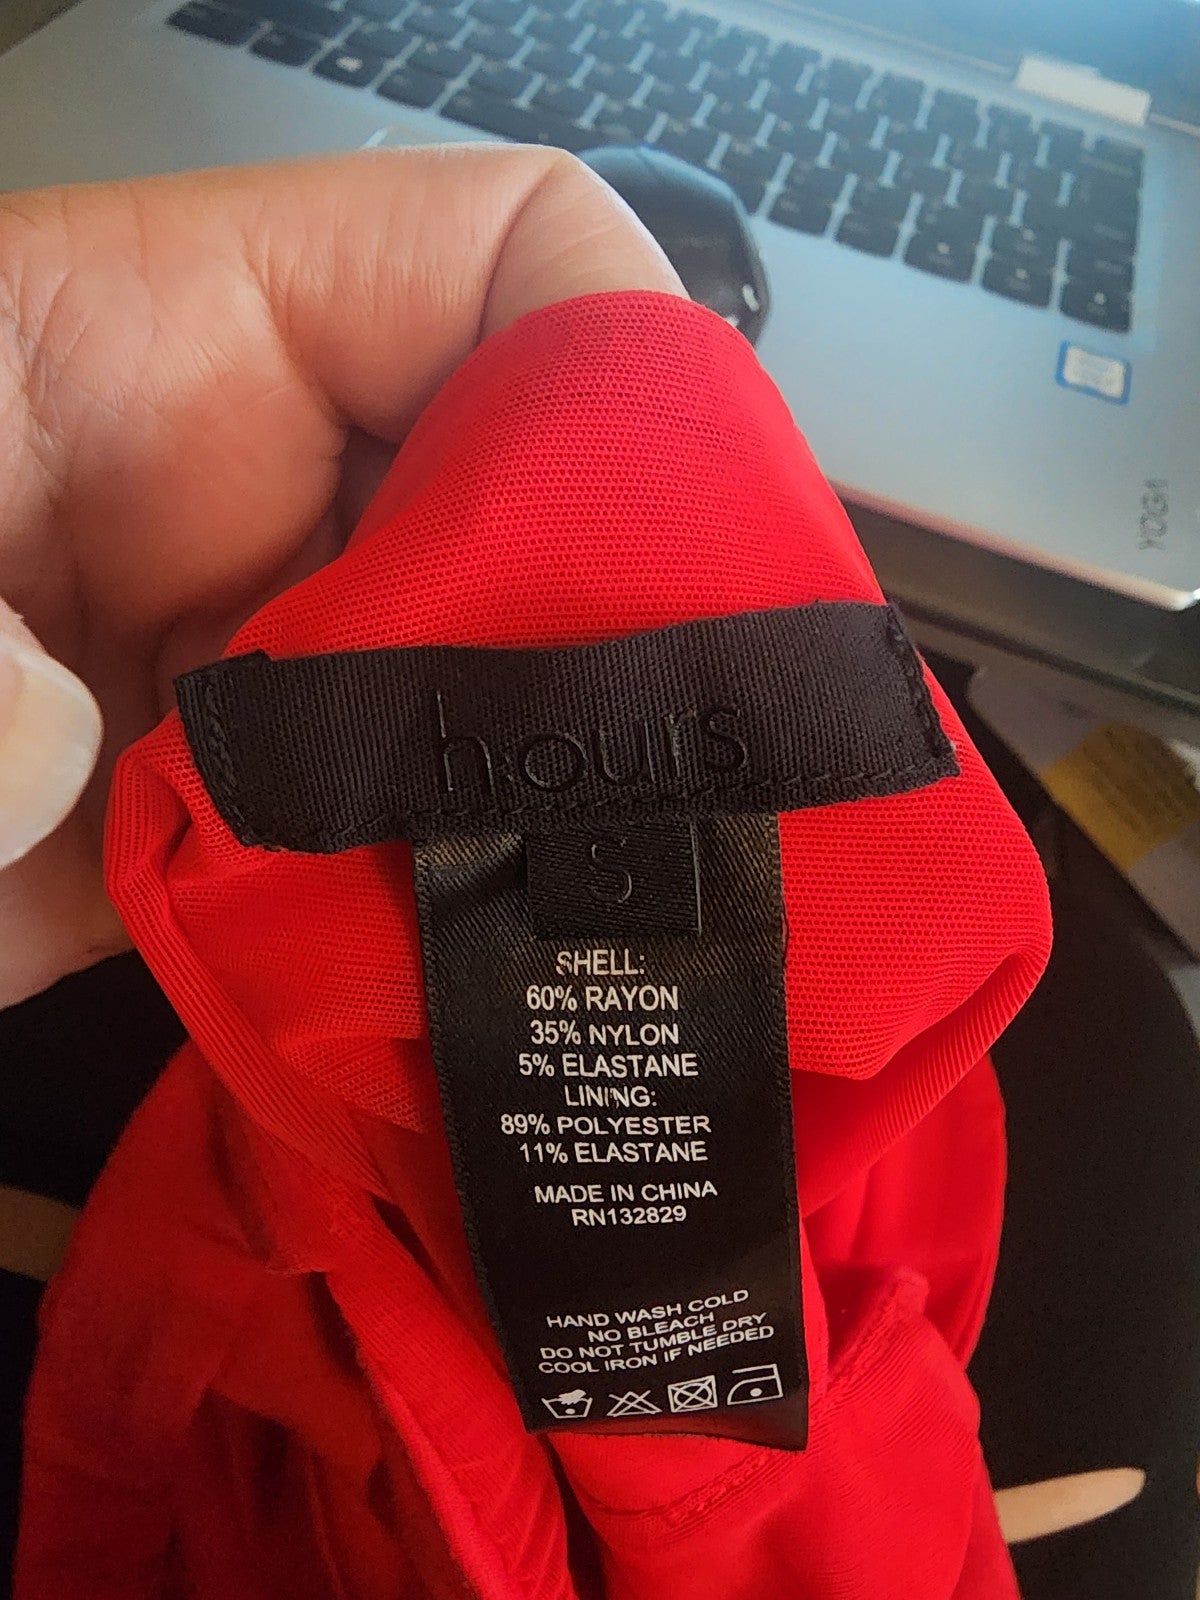 YOGA
hours
S
SHELL:
60% RAYON
35% NYLON
5% ELASTANE
LINING:
89% POLYESTER
11% ELASTANE
MADE IN CHINA
RN132829
HAND WASH COLD
NO BLEACH
DO NOT TUMBLE DRY
COOL IRON IF NEEDED